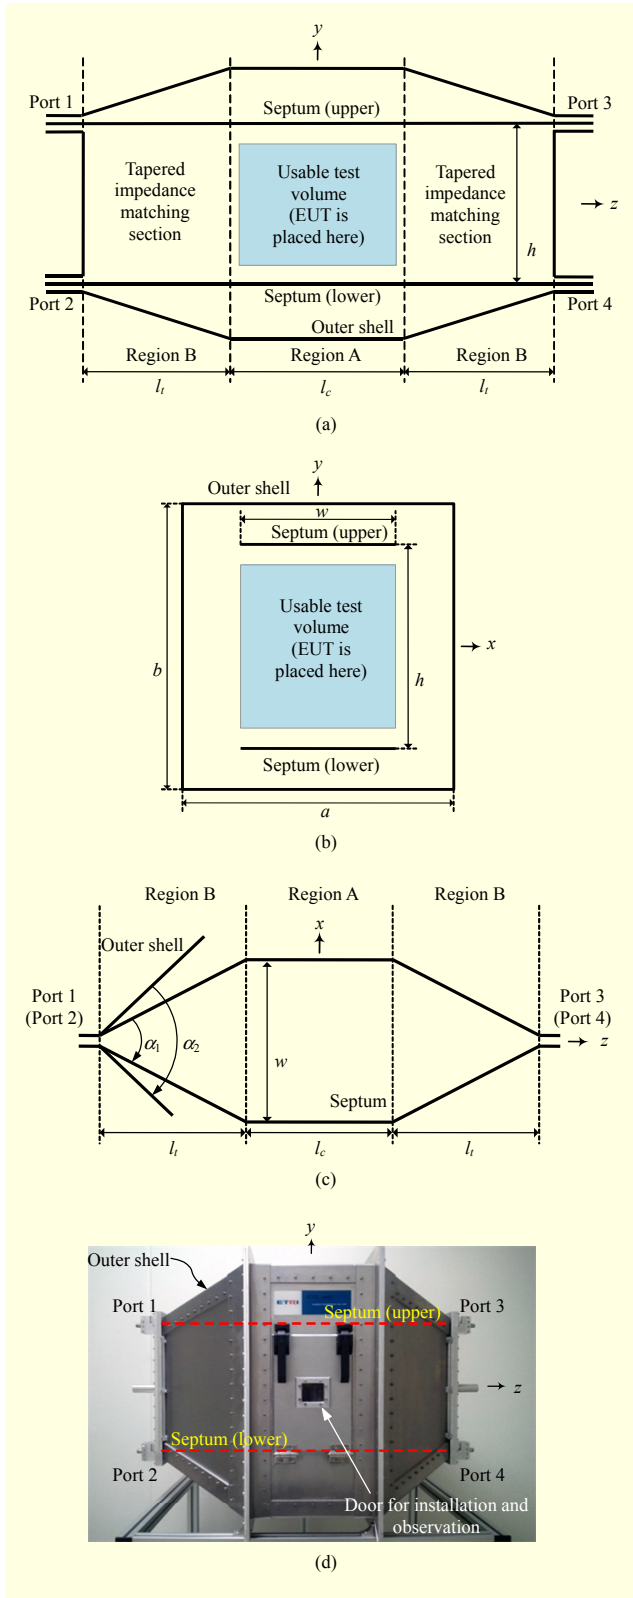 y
Port 1
Septum (upper)
Port 3
Tapered
impedance
matching
section
Usable test
volume
(EUT is
placed here)
Tapered
impedance
matching
section
z
h
Port 2
Septum (lower)
Port 4
Outer shell
Region B
Region A
Region B
lt
lc
lt
(a)
y
Outer shell
w
Septum (upper)
Usable test
volume
(EUT is
placed here)
x
b
h
Septum (lower)
a
(b)
Region B
Region A
Region B
x
Outer shell
Port 1
(Port 2)
Port 3
(Port 4)
α1
α2
z
w
Septum
lt
lc
lt
(c)
y
Outer shell
ETRI
Port 1
Septum (upper)
Port 3
z
Septum (lower)
Port 2
Port 4
Door for installation and
observation
(d)